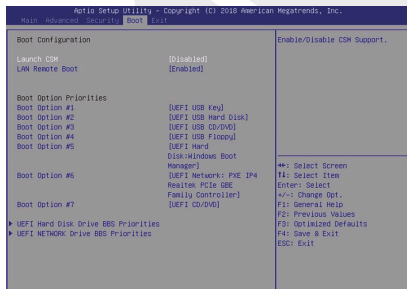 Aptio Setup Utility – Copyright (C) 2018 American Megatrends, Inc.
Main Advanced Security Boot Exit
Boot Configuration
Launch CSM [Disabled]
LAN Remote Boot [Enabled]
Boot Option Priorities
Boot Option #1 [UEFI USB Key]
Boot Option #2 [UEFI USB Hard Disk]
Boot Option #3 [UEFI USB CD/DVD]
Boot Option #4 [UEFI USB Floppy]
Boot Option #5 [UEFI Hard
Disk:Windows Boot
Manager]
Boot Option #6 [UEFI Network: PXE IP4
Realtek PCIe GBE
Family Controller]
Boot Option #7 [UEFI CD/DVD]
▶ UEFI Hard Disk Drive BBS Priorities
▶ UEFI NETWORK Drive BBS Priorities
Enable/Disable CSM Support.
↔: Select Screen
↑↓: Select Item
Enter: Select
+/-: Change Opt.
F1: General Help
F2: Previous Values
F3: Optimized Defaults
F4: Save & Exit
ESC: Exit